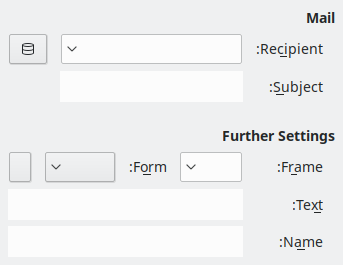 Mail
Recipient:
Subject:
Further Settings
Frame: Form:
Text:
Name: